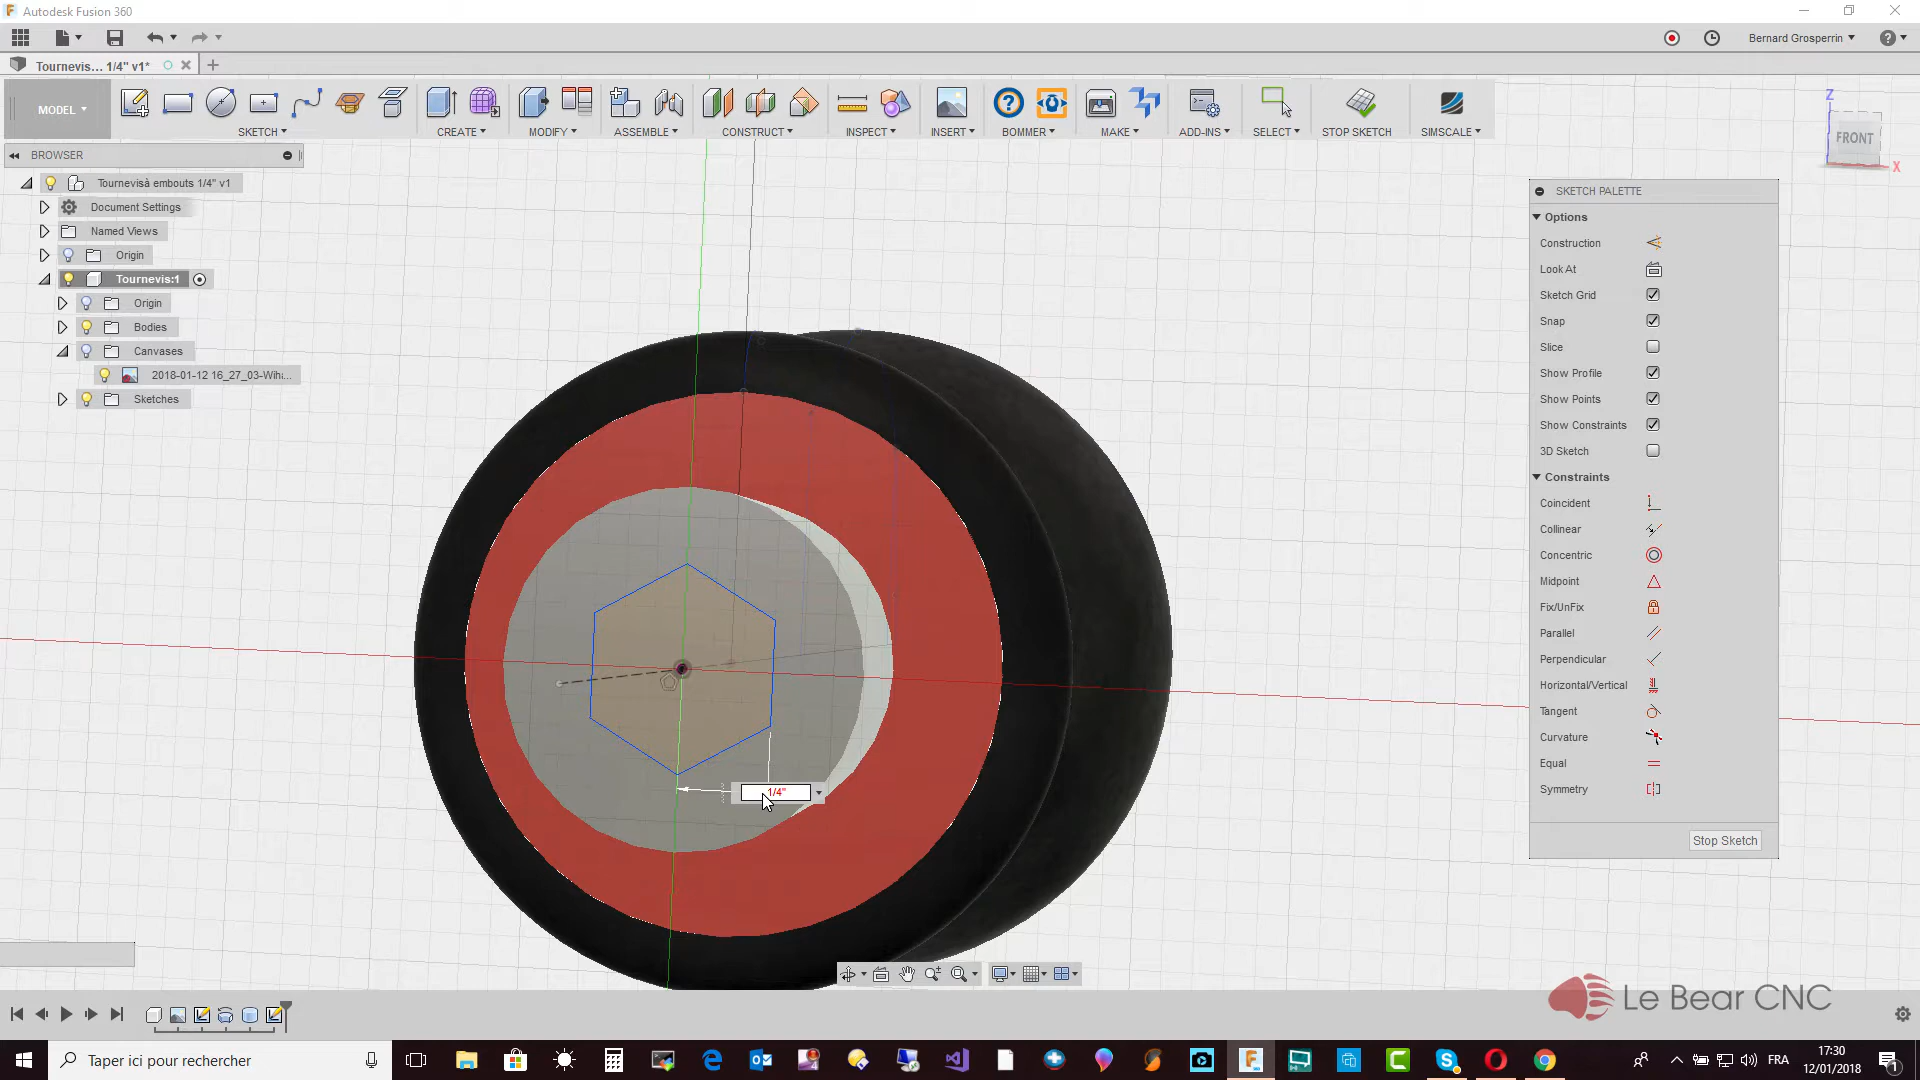 Autodesk Fusion 360
Bernard Grosperrin
Tournevis... 1/4" v1*
MODEL
SKETCH
CREATE
MODIFY
ASSEMBLE
CONSTRUCT
INSPECT
INSERT
BOMMER
MAKE
ADD-INS
SELECT
STOP SKETCH
SIMSCALE
Z
FRONT
X
BROWSER
Tournevisà embouts 1/4" v1
Document Settings
Named Views
Origin
Tournevis:1
Origin
Bodies
Canvases
2018-01-12 16_27_03-Wiha...
Sketches
SKETCH PALETTE
Options
Construction
Look At
Sketch Grid
Snap
Slice
Show Profile
Show Points
Show Constraints
3D Sketch
Constraints
Coincident
Collinear
Concentric
Midpoint
Fix/UnFix
Parallel
Perpendicular
Horizontal/Vertical
Tangent
Curvature
Equal
Symmetry
Stop Sketch
1/4"
Le Bear CNC
Taper ici pour rechercher
FRA
17:30
12/01/2018
1